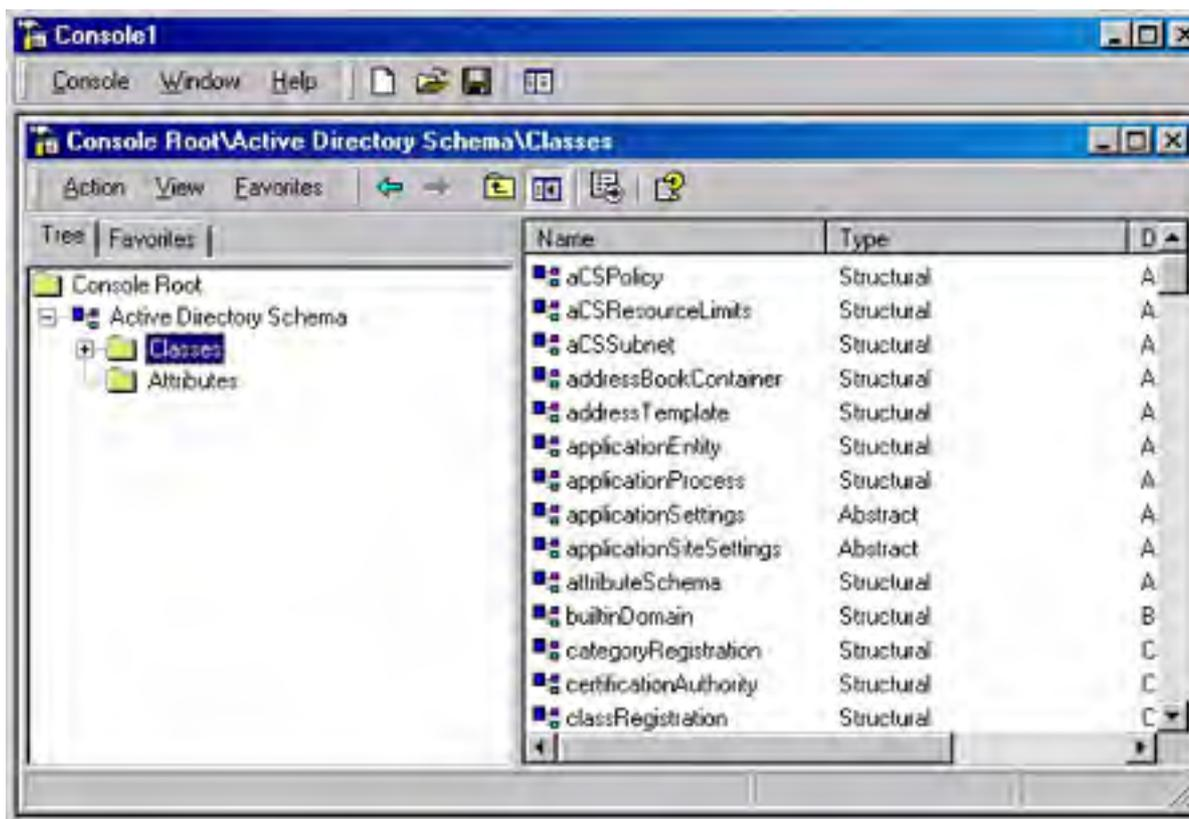 Console1
Console Window Help
Console Root\Active Directory Schema\Classes
Action View Favorites
Tree Favorites
Name Type D
Console Root
Active Directory Schema
Classes
Attributes
aCSPolicy Structural A
aCSResourceLimits Structural A
aCSSubnet Structural A
addressBookContainer Structural A
addressTemplate Structural A
applicationEntity Structural A
applicationProcess Structural A
applicationSettings Abstract A
applicationSiteSettings Abstract A
attributeSchema Structural A
builtinDomain Structural B
categoryRegistration Structural C
certificationAuthority Structural C
classRegistration Structural C